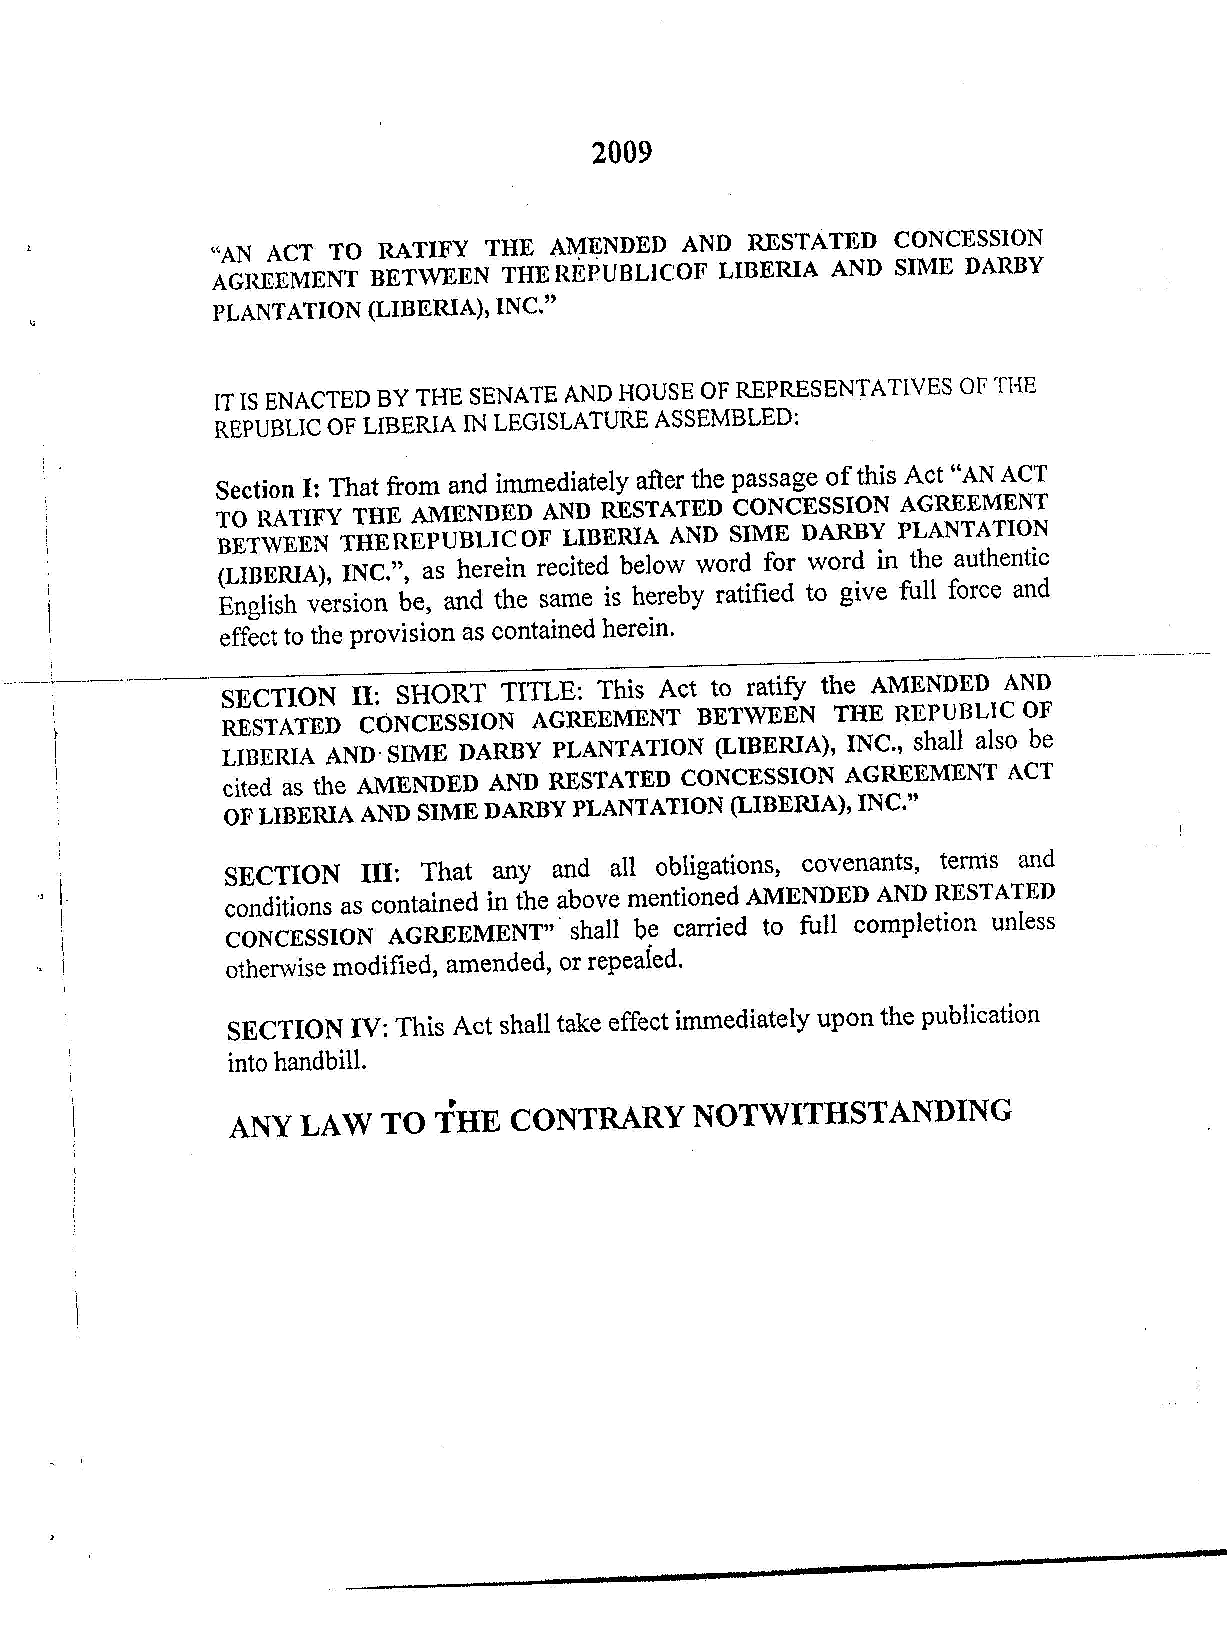 2009
“AN ACT TO RATIFY THE AMENDED AND RESTATED CONCESSION
AGREEMENT BETWEEN THE REPUBLICOF LIBERIA AND SIME DARBY
PLANTATION (LIBERIA), INC.”
IT IS ENACTED BY THE SENATE AND HOUSE OF REPRESENTATIVES OF THE
REPUBLIC OF LIBERIA IN LEGISLATURE ASSEMBLED:
Section I: That from and immediately after the passage of this Act “AN ACT
TO RATIFY THE AMENDED AND RESTATED CONCESSION AGREEMENT
BETWEEN THEREPUBLICOF LIBERIA AND SIME DARBY PLANTATION
(LIBERIA), INC.”, as herein recited below word for word in the authentic
English version be, and the same is hereby ratified to give full force and
effect to the provision as contained herein.
SECTION II: SHORT TITLE: This Act to ratify the AMENDED AND
RESTATED CONCESSION AGREEMENT BETWEEN THE REPUBLIC OF
LIBERIA AND SIME DARBY PLANTATION (LIBERIA), INC., shall also be
cited as the AMENDED AND RESTATED CONCESSION AGREEMENT ACT
OF LIBERIA AND SIME DARBY PLANTATION (LIBERIA), INC.”
SECTION III: That any and all obligations, covenants, terms and
conditions as contained in the above mentioned AMENDED AND RESTATED
CONCESSION AGREEMENT” shall be carried to full completion unless
otherwise modified, amended, or repealed.
SECTION IV: This Act shall take effect immediately upon the publication
into handbill.
ANY LAW TO THE CONTRARY NOTWITHSTANDING